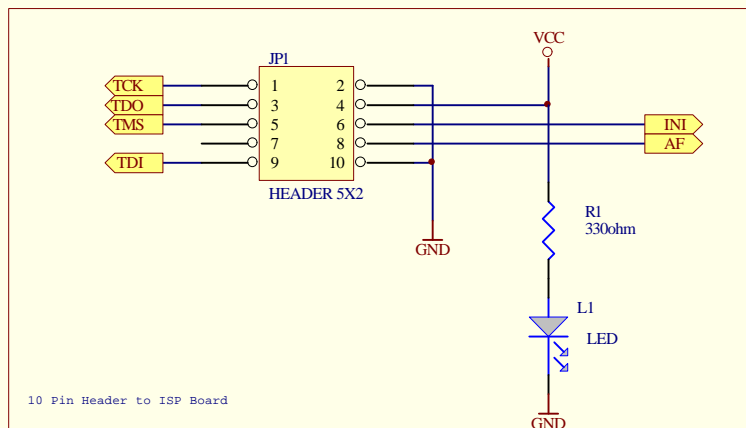 VCC
JP1
TCK 1 2
TDO 3 4
TMS 5 6 INI
7 8 AF
TDI 9 10
HEADER 5X2
R1
330ohm
GND
L1
LED
10 Pin Header to ISP Board
GND